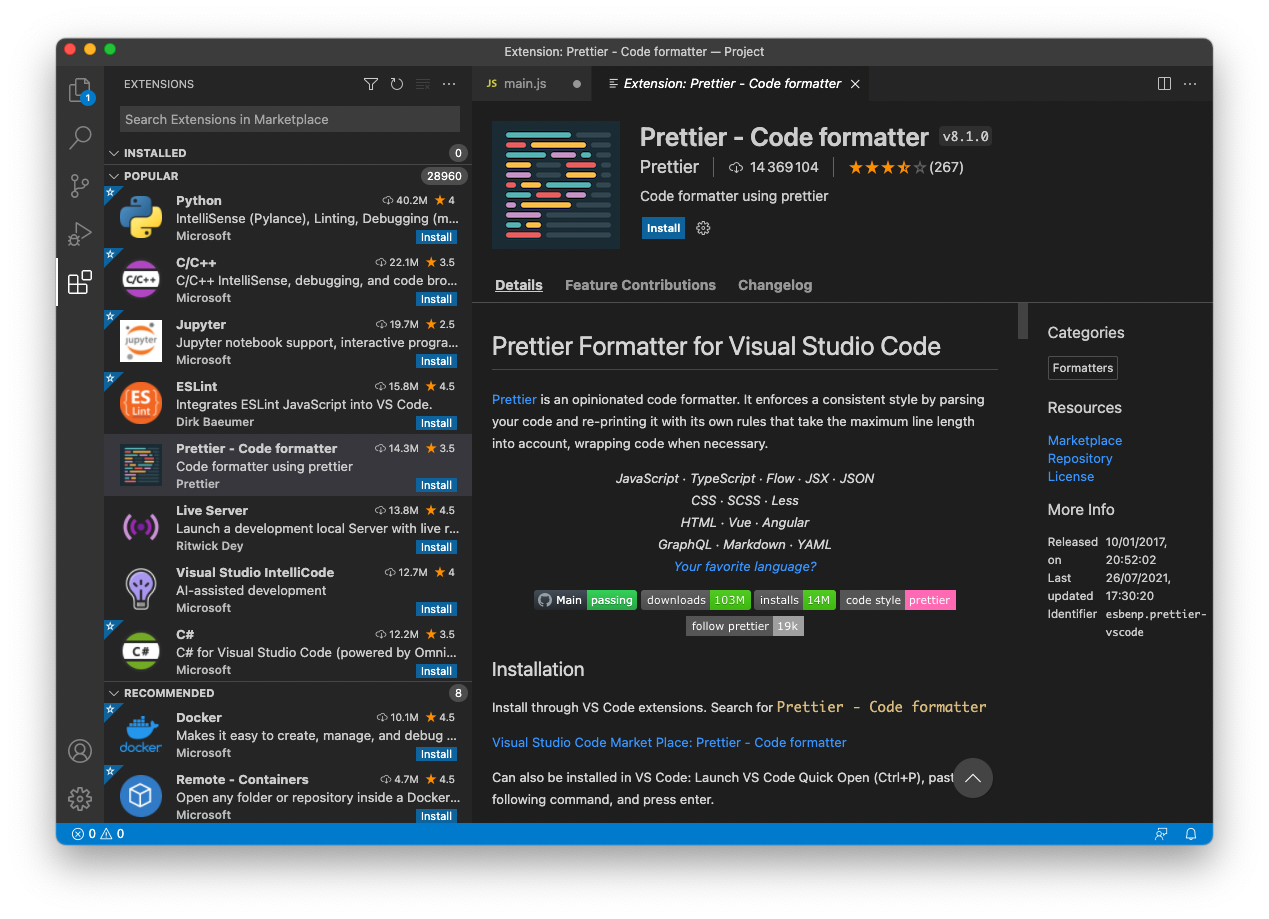 Extension: Prettier - Code formatter — Project
1
EXTENSIONS
Search Extensions in Marketplace
INSTALLED 0
POPULAR 28960
Python 40.2M 4
IntelliSense (Pylance), Linting, Debugging (m...
Microsoft Install
C/C++
C/C++ 22.1M 3.5
C/C++ IntelliSense, debugging, and code bro...
Microsoft Install
jupyter
Jupyter 19.7M 2.5
Jupyter notebook support, interactive progra...
Microsoft Install
ES Lint
ESLint 15.8M 4.5
Integrates ESLint JavaScript into VS Code.
Dirk Baeumer Install
Prettier - Code formatter 14.3M 3.5
Code formatter using prettier
Prettier Install
Live Server 13.8M 4.5
Launch a development local Server with live r...
Ritwick Dey Install
Visual Studio IntelliCode 12.7M 4
AI-assisted development
Microsoft Install
C#
C# 12.2M 3.5
C# for Visual Studio Code (powered by Omni...
Microsoft Install
RECOMMENDED 8
docker
Docker 10.1M 4.5
Makes it easy to create, manage, and debug ...
Microsoft Install
Remote - Containers 4.7M 4.5
Open any folder or repository inside a Docker...
Microsoft Install
JS main.js
Extension: Prettier - Code formatter
Prettier - Code formatter v8.1.0
Prettier 14 369 104 (267)
Code formatter using prettier
Install
Details Feature Contributions Changelog
Prettier Formatter for Visual Studio Code
Prettier is an opinionated code formatter. It enforces a consistent style by parsing
your code and re-printing it with its own rules that take the maximum line length
into account, wrapping code when necessary.
JavaScript · TypeScript · Flow · JSX · JSON
CSS · SCSS · Less
HTML · Vue · Angular
GraphQL · Markdown · YAML
Your favorite language?
Main passing downloads 103M installs 14M code style prettier
follow prettier 19k
Installation
Install through VS Code extensions. Search for Prettier - Code formatter
Visual Studio Code Market Place: Prettier - Code formatter
Can also be installed in VS Code: Launch VS Code Quick Open (Ctrl+P), past
following command, and press enter.
Categories
Formatters
Resources
Marketplace
Repository
License
More Info
Released 10/01/2017,
on 20:52:02
Last 26/07/2021,
updated 17:30:20
Identifier esbenp.prettier-
vscode
0 0